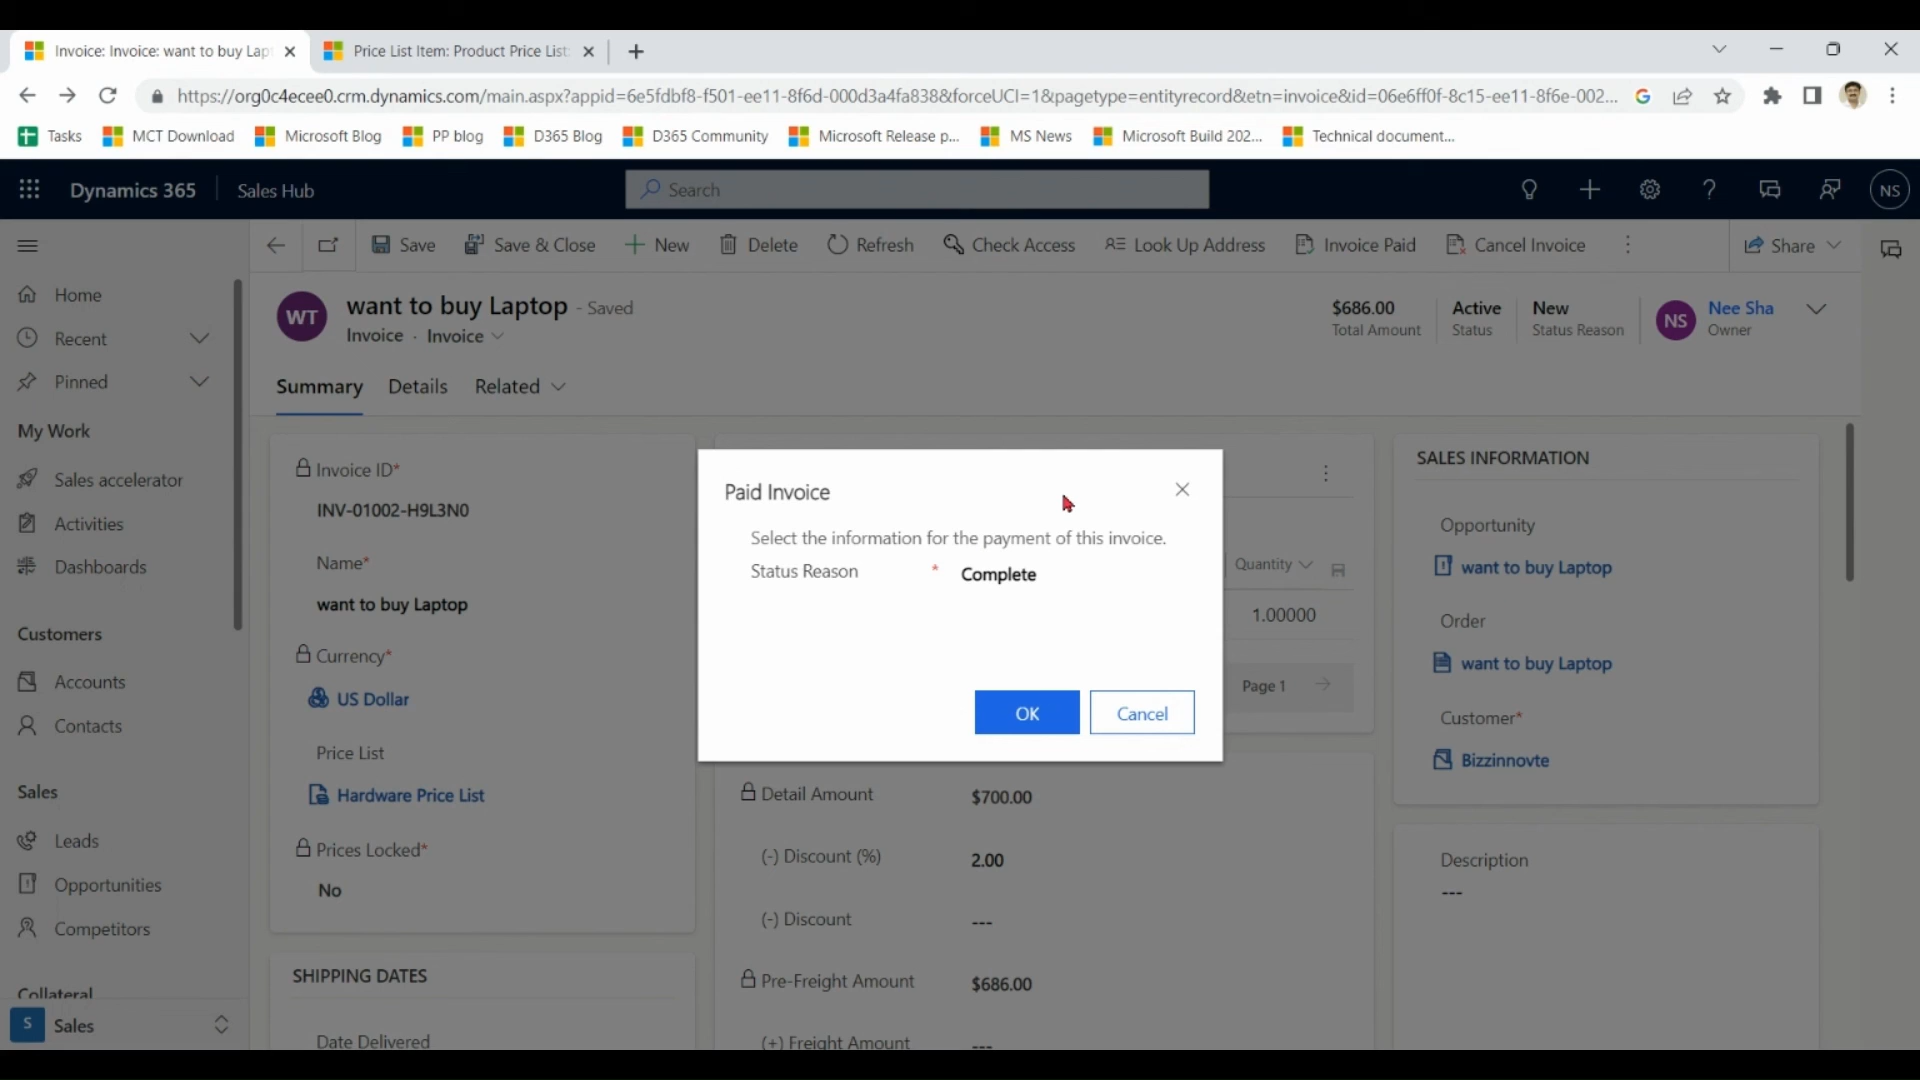 Invoice: Invoice: want to buy Lap
Price List Item: Product Price List:
https://org0c4ecee0.crm.dynamics.com/main.aspx?appid=6e5fdbf8-f501-ee11-8f6d-000d3a4fa838&forceUCI=1&pagetype=entityrecord&etn=invoice&id=06e6ff0f-8c15-ee11-8f6e-002...
Tasks
MCT Download
Microsoft Blog
PP blog
D365 Blog
D365 Community
Microsoft Release p...
MS News
Microsoft Build 202...
Technical document...
Dynamics 365
Sales Hub
Search
NS
Save
Save & Close
New
Delete
Refresh
Check Access
Look Up Address
Invoice Paid
Cancel Invoice
Share
Home
Recent
Pinned
My Work
Sales accelerator
Activities
Dashboards
Customers
Accounts
Contacts
Sales
Leads
Opportunities
Competitors
Collateral
S
Sales
WT
want to buy Laptop - Saved
Invoice · Invoice
$686.00
Total Amount
Active
Status
New
Status Reason
NS
Nee Sha
Owner
Summary
Details
Related
Invoice ID*
INV-01002-H9L3N0
Name*
want to buy Laptop
Currency*
US Dollar
Price List
Hardware Price List
Prices Locked*
No
SHIPPING DATES
Date Delivered
Paid Invoice
Select the information for the payment of this invoice.
Status Reason * Complete
OK
Cancel
Quantity
1.00000
Page 1
Detail Amount
$700.00
(-) Discount (%)
2.00
(-) Discount
---
Pre-Freight Amount
$686.00
(+) Freight Amount
---
SALES INFORMATION
Opportunity
want to buy Laptop
Order
want to buy Laptop
Customer*
Bizzinnovte
Description
---